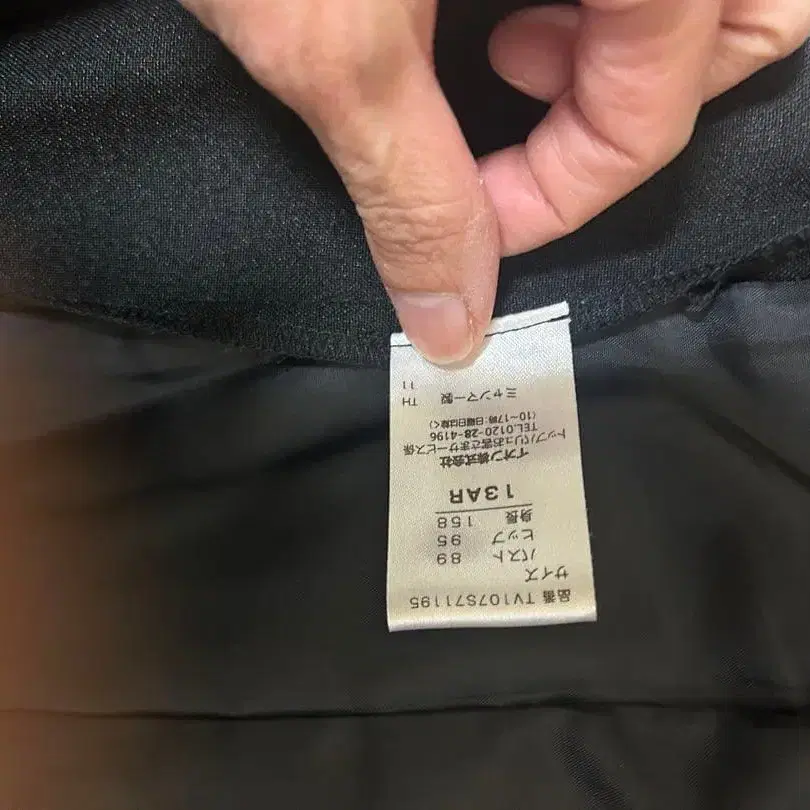 品番 TV107S71195
サイズ
バスト 89
ヒップ 95
身長 158
13AR
イオン株式会社
トップバリュお客さまサービス係
TEL.0120-28-4196
(10~17時:日曜日は除く)
ミャンマー製 TH
11